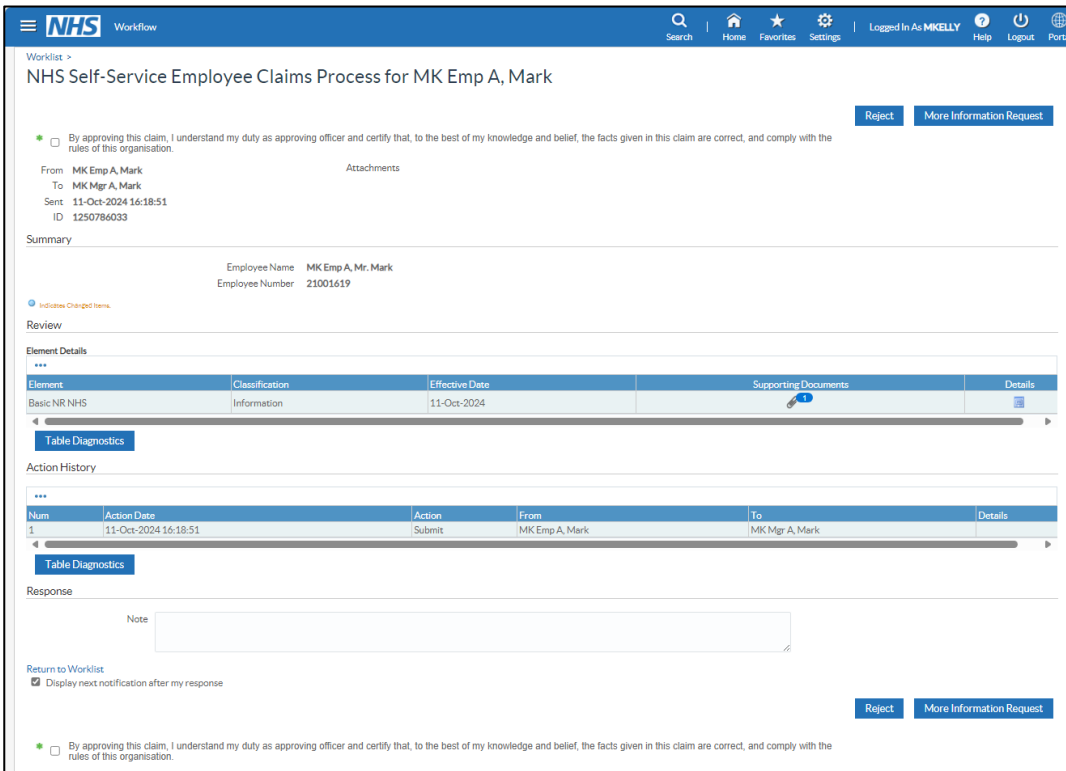 NHS Workflow
Search Home Favorites Settings Logged In As MKELLY Help Logout Port
Worklist >
NHS Self-Service Employee Claims Process for MK Emp A, Mark
Reject More Information Request
* By approving this claim, I understand my duty as approving officer and certify that, to the best of my knowledge and belief, the facts given in this claim are correct, and comply with the
rules of this organisation.
From MK Emp A, Mark Attachments
To MK Mgr A, Mark
Sent 11-Oct-2024 16:18:51
ID 1250786033
Summary
Employee Name MK Emp A, Mr. Mark
Employee Number 21001619
Indicates Changed Items.
Review
Element Details
•••
Element Classification Effective Date Supporting Documents Details
Basic NR NHS Information 11-Oct-2024 1
Table Diagnostics
Action History
•••
Num Action Date Action From To Details
1 11-Oct-2024 16:18:51 Submit MK Emp A, Mark MK Mgr A, Mark
Table Diagnostics
Response
Note
Return to Worklist
Display next notification after my response
Reject More Information Request
* By approving this claim, I understand my duty as approving officer and certify that, to the best of my knowledge and belief, the facts given in this claim are correct, and comply with the
rules of this organisation.